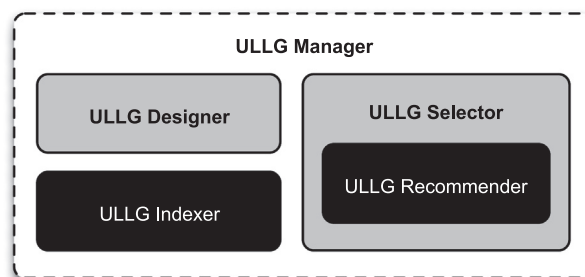 ULLG Manager
ULLG Designer
ULLG Selector
ULLG Recommender
ULLG Indexer